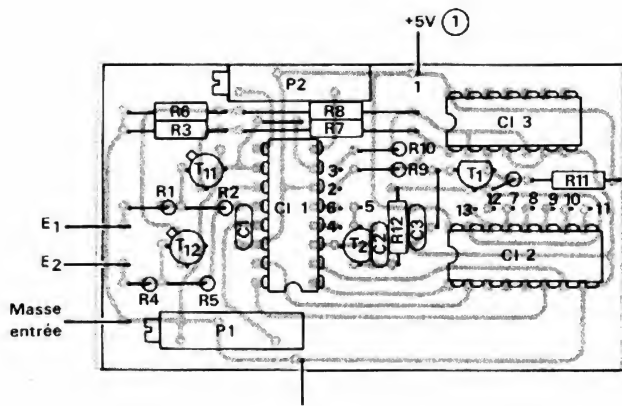 +5V 1
P2
1
R6
R8
R3
R7
CI 3
T11
R10
3
R9
T1
R11
2
R1
R2
C1
CI 1
6
5
4
R12
C3
13
12
7
8
9
10
11
E1
T12
T2
C2
CI 2
E2
R4
R5
Masse
entrée
P1